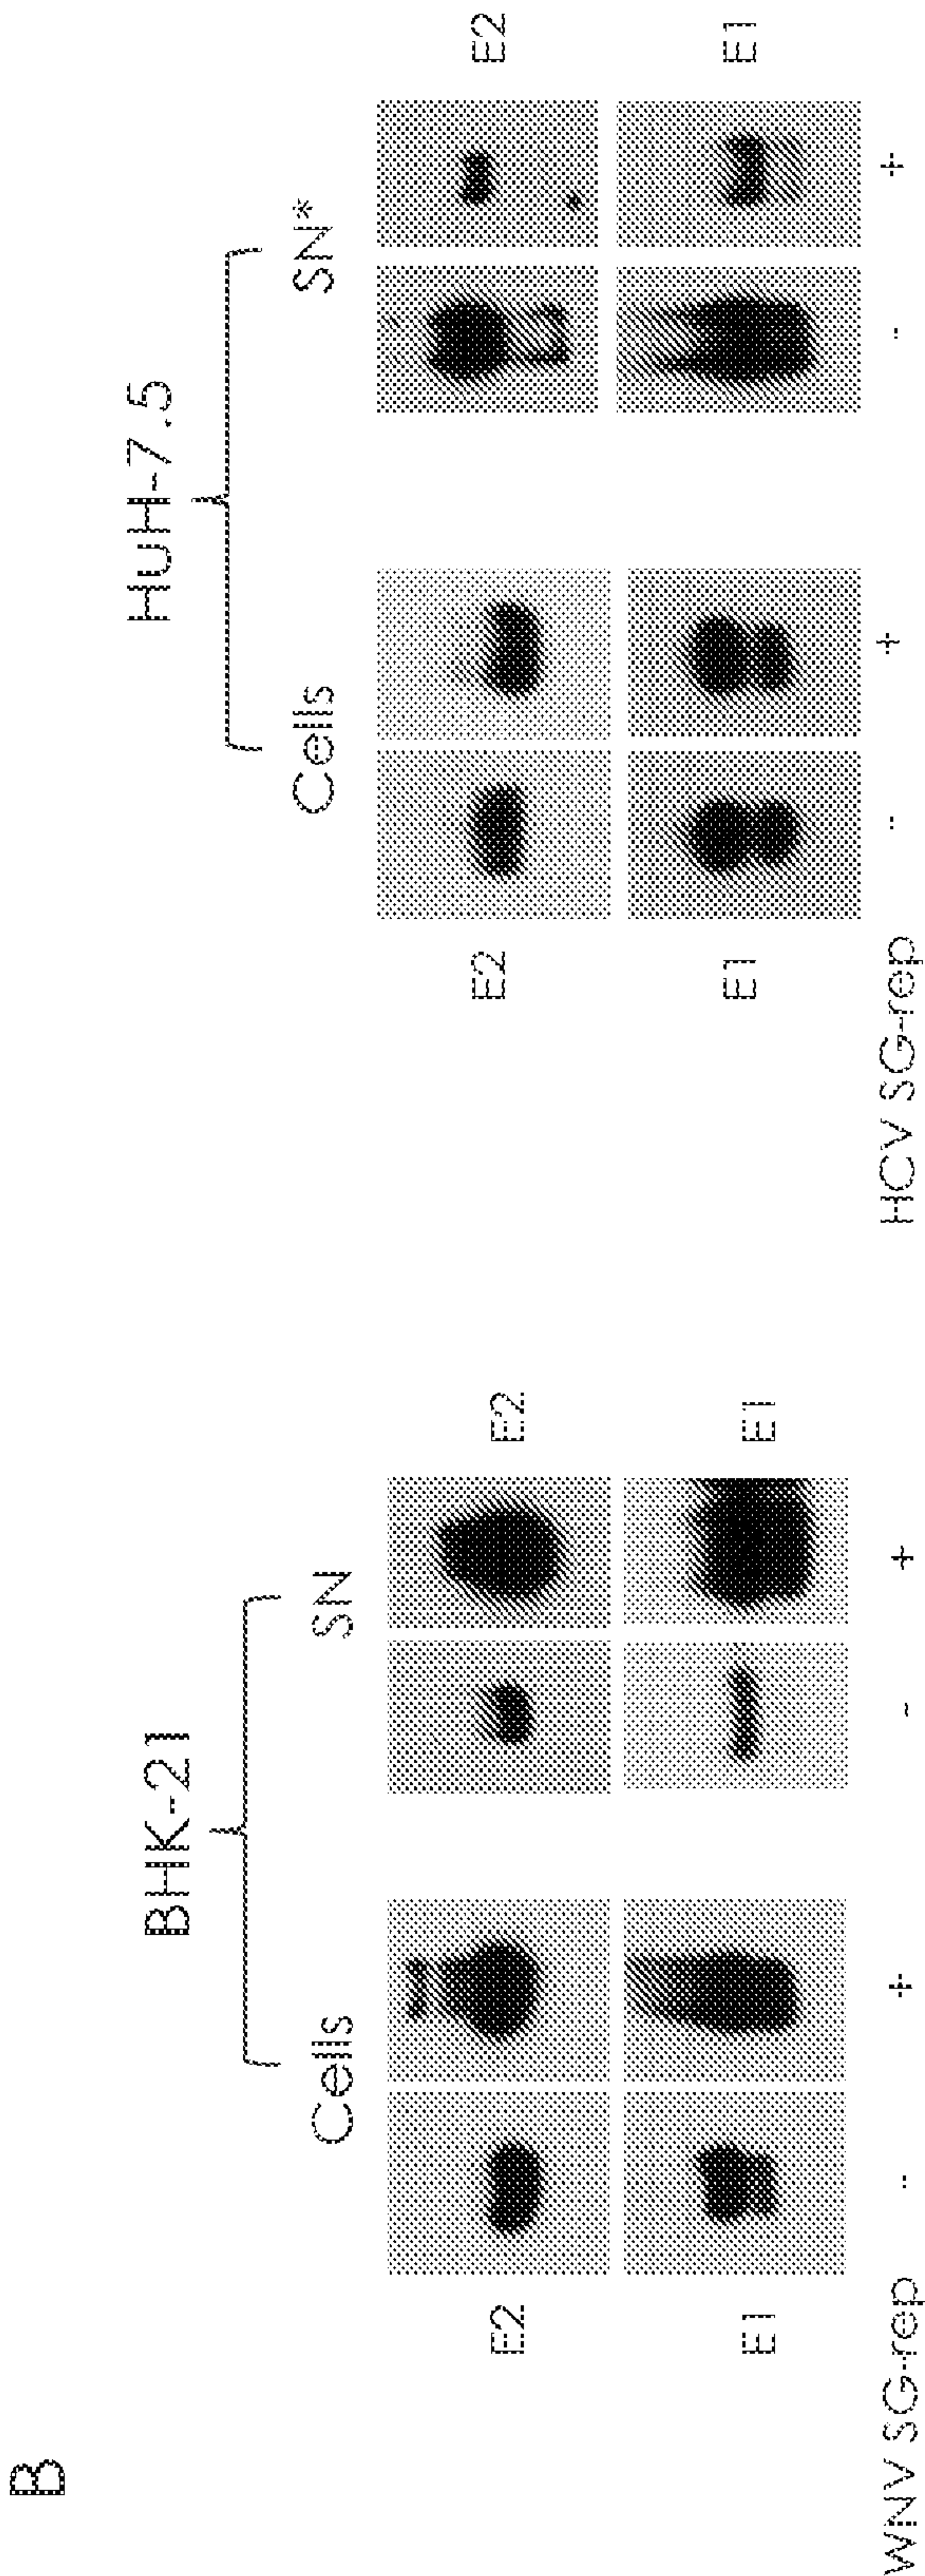 B
BHK-21
Cells SN
E2 E2
E1 E1
WNV SG-rep - + - +
HUH-7.5
Cells SN*
E2 E2
E1 E1
HCV SG-rep - + - +